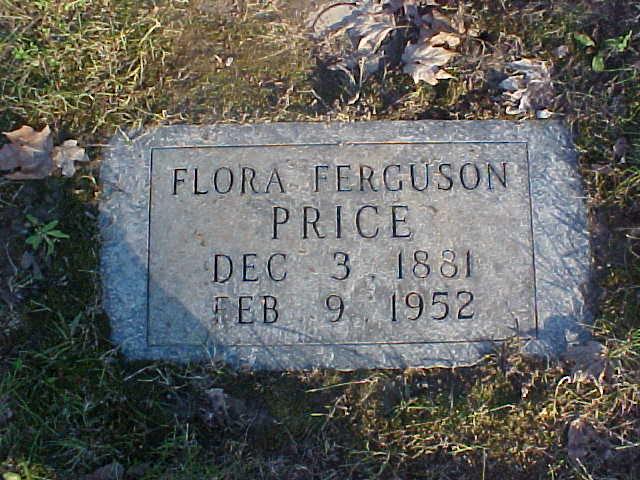 FLORA FERGUSON
PRICE
DEC 3 1881
FEB 9 1952